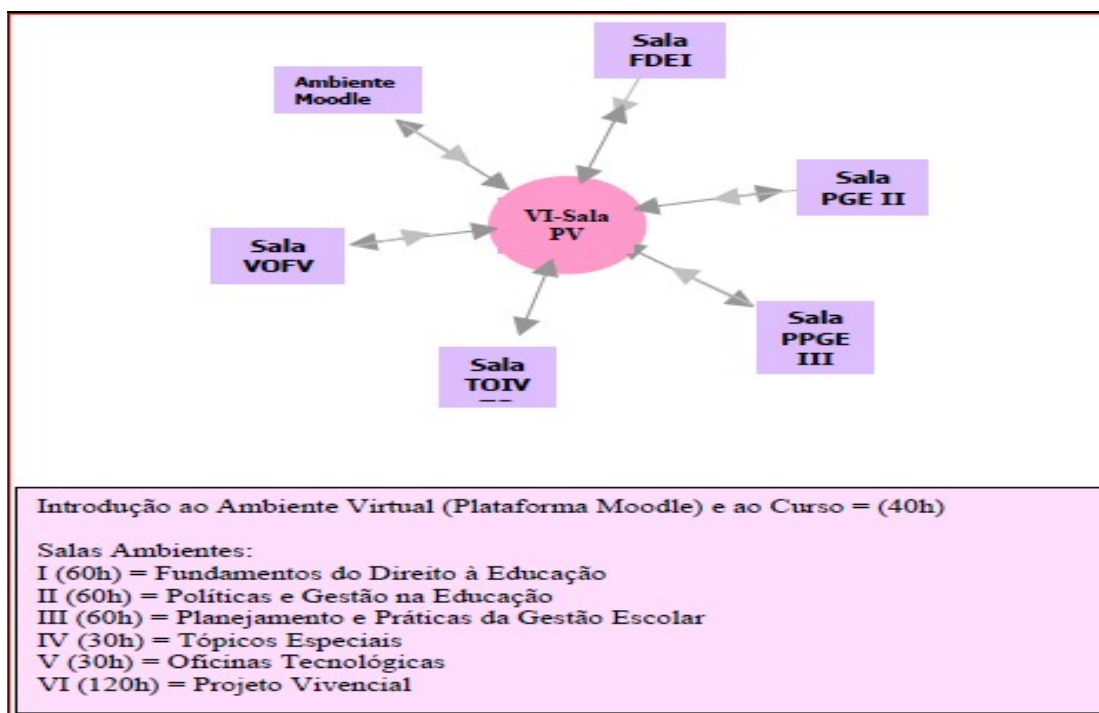 Sala
FDEI
Ambiente
Moodle
Sala
PGE II
VI-Sala
PV
Sala
VOFV
Sala
PPGE
III
Sala
TOIV
Introdução ao Ambiente Virtual (Plataforma Moodle) e ao Curso = (40h)
Salas Ambientes:
I (60h) = Fundamentos do Direito à Educação
II (60h) = Políticas e Gestão na Educação
III (60h) = Planejamento e Práticas da Gestão Escolar
IV (30h) = Tópicos Especiais
V (30h) = Oficinas Tecnológicas
VI (120h) = Projeto Vivencial